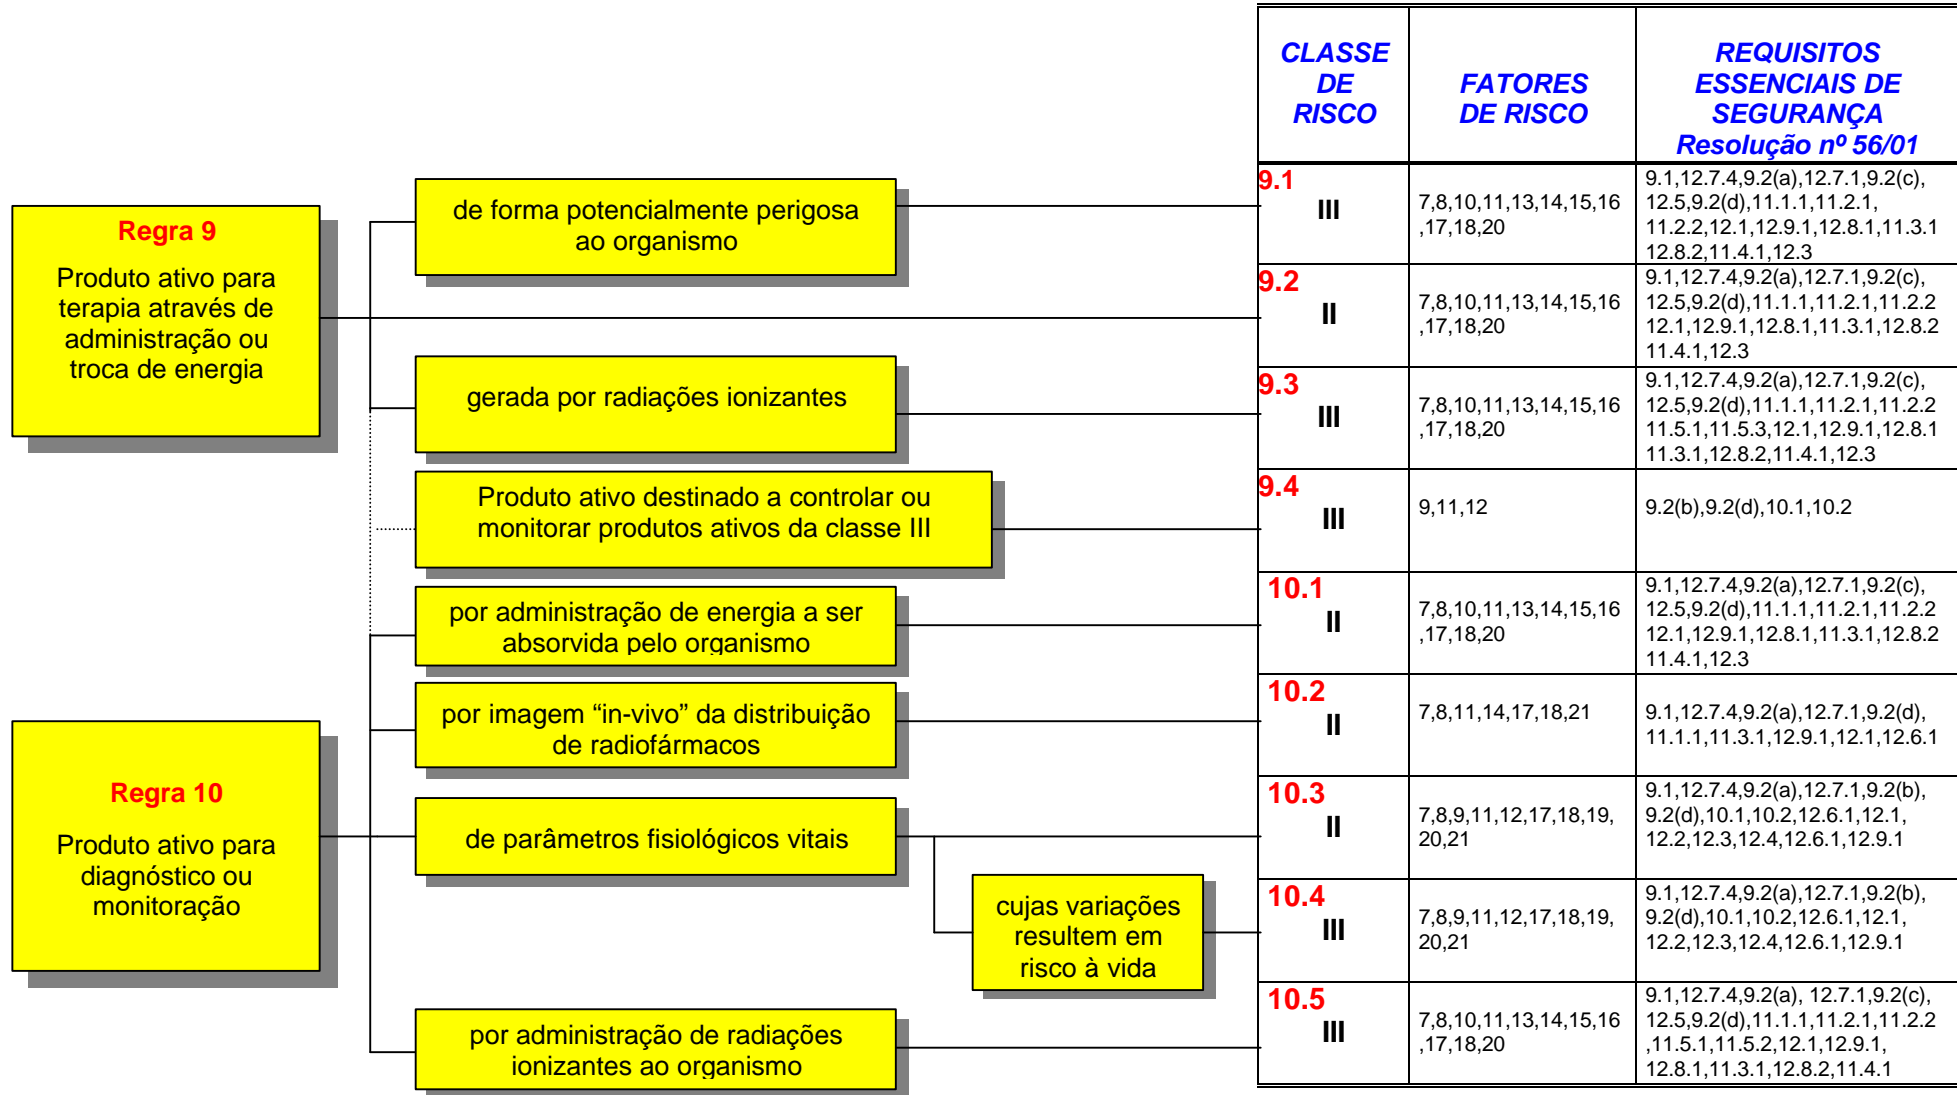 CLASSE
DE
RISCO
FATORES
DE RISCO
REQUISITOS
ESSENCIAIS DE
SEGURANÇA
Resolução nº 56/01
Regra 9
Produto ativo para
terapia através de
administração ou
troca de energia
de forma potencialmente perigosa
ao organismo
9.1
III
7,8,10,11,13,14,15,16
,17,18,20
9.1,12.7.4,9.2(a),12.7.1,9.2(c),
12.5,9.2(d),11.1.1,11.2.1,
11.2.2,12.1,12.9.1,12.8.1,11.3.1
12.8.2,11.4.1,12.3
9.2
II
7,8,10,11,13,14,15,16
,17,18,20
9.1,12.7.4,9.2(a),12.7.1,9.2(c),
12.5,9.2(d),11.1.1,11.2.1,11.2.2
12.1,12.9.1,12.8.1,11.3.1,12.8.2
11.4.1,12.3
gerada por radiações ionizantes
9.3
III
7,8,10,11,13,14,15,16
,17,18,20
9.1,12.7.4,9.2(a),12.7.1,9.2(c),
12.5,9.2(d),11.1.1,11.2.1,11.2.2
11.5.1,11.5.3,12.1,12.9.1,12.8.1
11.3.1,12.8.2,11.4.1,12.3
Produto ativo destinado a controlar ou
monitorar produtos ativos da classe III
9.4
III
9,11,12
9.2(b),9.2(d),10.1,10.2
Regra 10
Produto ativo para
diagnóstico ou
monitoração
por administração de energia a ser
absorvida pelo organismo
10.1
II
7,8,10,11,13,14,15,16
,17,18,20
9.1,12.7.4,9.2(a),12.7.1,9.2(c),
12.5,9.2(d),11.1.1,11.2.1,11.2.2
12.1,12.9.1,12.8.1,11.3.1,12.8.2
11.4.1,12.3
por imagem “in-vivo” da distribuição
de radiofármacos
10.2
II
7,8,11,14,17,18,21
9.1,12.7.4,9.2(a),12.7.1,9.2(d),
11.1.1,11.3.1,12.9.1,12.1,12.6.1
de parâmetros fisiológicos vitais
10.3
II
7,8,9,11,12,17,18,19,
20,21
9.1,12.7.4,9.2(a),12.7.1,9.2(b),
9.2(d),10.1,10.2,12.6.1,12.1,
12.2,12.3,12.4,12.6.1,12.9.1
cujas variações
resultem em
risco à vida
10.4
III
7,8,9,11,12,17,18,19,
20,21
9.1,12.7.4,9.2(a),12.7.1,9.2(b),
9.2(d),10.1,10.2,12.6.1,12.1,
12.2,12.3,12.4,12.6.1,12.9.1
por administração de radiações
ionizantes ao organismo
10.5
III
7,8,10,11,13,14,15,16
,17,18,20
9.1,12.7.4,9.2(a), 12.7.1,9.2(c),
12.5,9.2(d),11.1.1,11.2.1,11.2.2
,11.5.1,11.5.2,12.1,12.9.1,
12.8.1,11.3.1,12.8.2,11.4.1